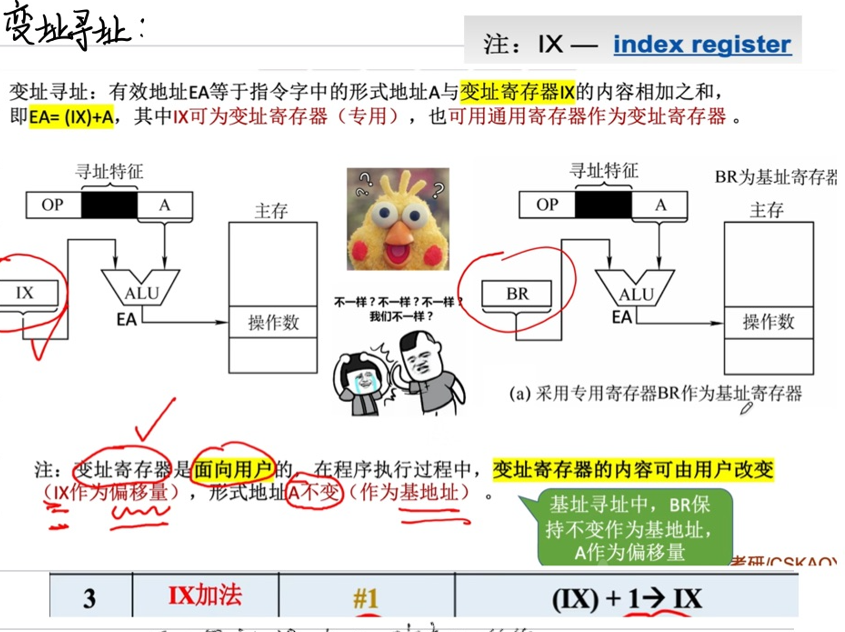 变址寻址:
注：IX — index register
变址寻址：有效地址EA等于指令字中的形式地址A与变址寄存器IX的内容相加之和，
即EA= (IX)+A，其中IX可为变址寄存器（专用），也可用通用寄存器作为变址寄存器 。
寻址特征
OP
A
主存
IX
ALU
EA
操作数
? ? ?
不一样？不一样？不一样？
我们不一样？
寻址特征
BR为基址寄存器
OP
A
主存
BR
ALU
EA
操作数
(a) 采用专用寄存器BR作为基址寄存器
注：变址寄存器是面向用户的，在程序执行过程中，变址寄存器的内容可由用户改变
（IX作为偏移量），形式地址A不变（作为基地址）。
基址寻址中，BR保
持不变作为基地址，
A作为偏移量
考研/CSKAOY
3 IX加法 #1 (IX) + 1→ IX